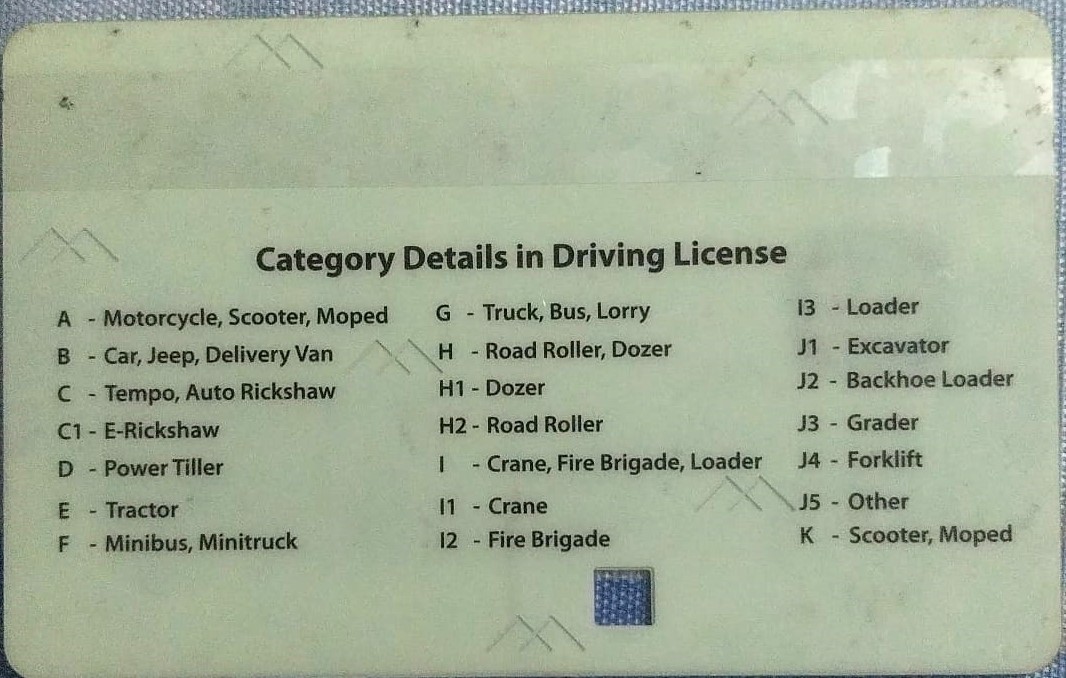 Category Details in Driving License
A - Motorcycle, Scooter, Moped
B - Car, Jeep, Delivery Van
C - Tempo, Auto Rickshaw
C1 - E-Rickshaw
D - Power Tiller
E - Tractor
F - Minibus, Minitruck
G - Truck, Bus, Lorry
H - Road Roller, Dozer
H1 - Dozer
H2 - Road Roller
I - Crane, Fire Brigade, Loader
I1 - Crane
I2 - Fire Brigade
I3 - Loader
J1 - Excavator
J2 - Backhoe Loader
J3 - Grader
J4 - Forklift
J5 - Other
K - Scooter, Moped